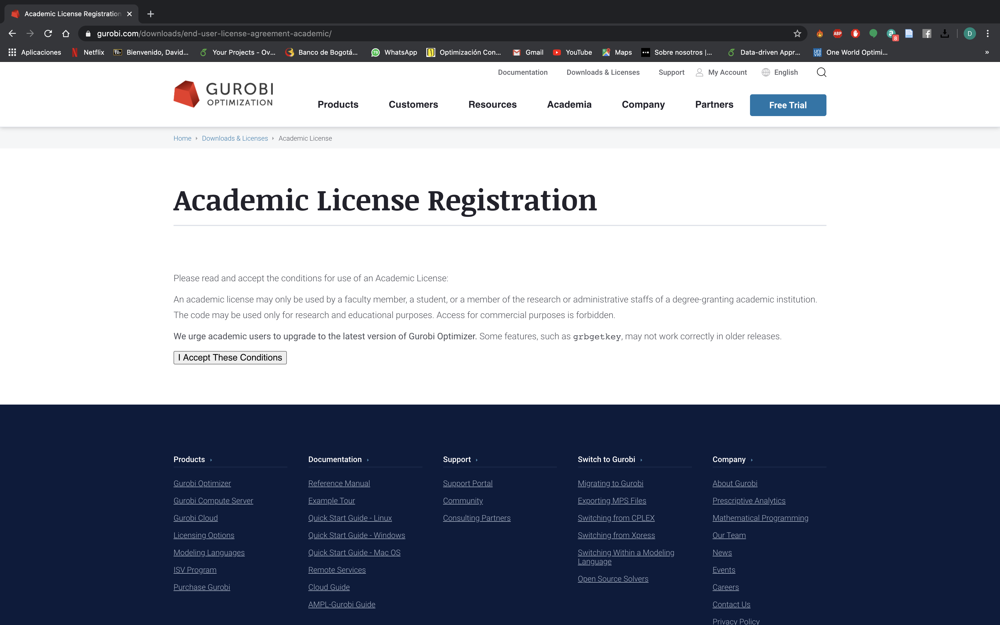 Academic License Registration
gurobi.com/downloads/end-user-license-agreement-academic/
ABP
a
8
D
Aplicaciones
N Netflix
Bb Bienvenido, David...
Your Projects - Ov...
Banco de Bogotá...
79 WhatsApp
Optimización Con...
Gmail
YouTube
Maps
Sobre nosotros |...
Data-driven Appr...
uni vie One World Optimi...
»
Documentation
Downloads & Licenses
Support
My Account
English
GUROBI
OPTIMIZATION
Products
Customers
Resources
Academia
Company
Partners
Free Trial
Home
Downloads & Licenses
Academic License
Academic License Registration
Please read and accept the conditions for use of an Academic License:
An academic license may only be used by a faculty member, a student, or a member of the research or administrative staffs of a degree-granting academic institution.
The code may be used only for research and educational purposes. Access for commercial purposes is forbidden.
We urge academic users to upgrade to the latest version of Gurobi Optimizer. Some features, such as grbgetkey, may not work correctly in older releases.
I Accept These Conditions
Products
Gurobi Optimizer
Gurobi Compute Server
Gurobi Cloud
Licensing Options
Modeling Languages
ISV Program
Purchase Gurobi
Documentation
Reference Manual
Example Tour
Quick Start Guide - Linux
Quick Start Guide - Windows
Quick Start Guide - Mac OS
Remote Services
Cloud Guide
AMPL-Gurobi Guide
Support
Support Portal
Community
Consulting Partners
Switch to Gurobi
Migrating to Gurobi
Exporting MPS Files
Switching from CPLEX
Switching from Xpress
Switching Within a Modeling
Language
Open Source Solvers
Company
About Gurobi
Prescriptive Analytics
Mathematical Programming
Our Team
News
Events
Careers
Contact Us
Privacy Policy